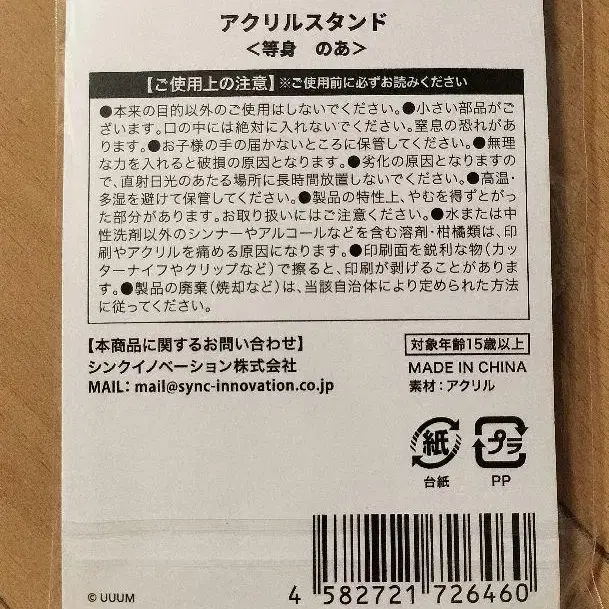 アクリルスタンド
<等身 のあ>
【ご使用上の注意】※ご使用前に必ずお読みください
●本来の目的以外のご使用はしないでください。●小さい部品がご
ざいます。口の中には絶対に入れないでください。窒息の恐れがあ
ります。●お子様の手の届かないところに保管してください。●無理
な力を入れると破損の原因となります。●劣化の原因となりますの
で、直射日光のあたる場所に長時間放置しないでください。●高温・
多湿を避けて保管してください。●製品の特性上、やむを得ずとがっ
た部分があります。お取り扱いにはご注意ください。●水または中
性洗剤以外のシンナーやアルコールなどを含む溶剤・柑橘類は、印
刷やアクリルを痛める原因になります。●印刷面を鋭利な物(カッ
ターナイフやクリップなど)で擦ると、印刷が剥げることがありま
す。●製品の廃棄(焼却など)は、当該自治体により定められた方法
に従ってください。
【本商品に関するお問い合わせ】
シンクイノベーション株式会社
MAIL: mail@sync-innovation.co.jp
対象年齢15歳以上
MADE IN CHINA
素材:アクリル
紙
台紙
プラ
PP
© UUUM
4 582721 726460